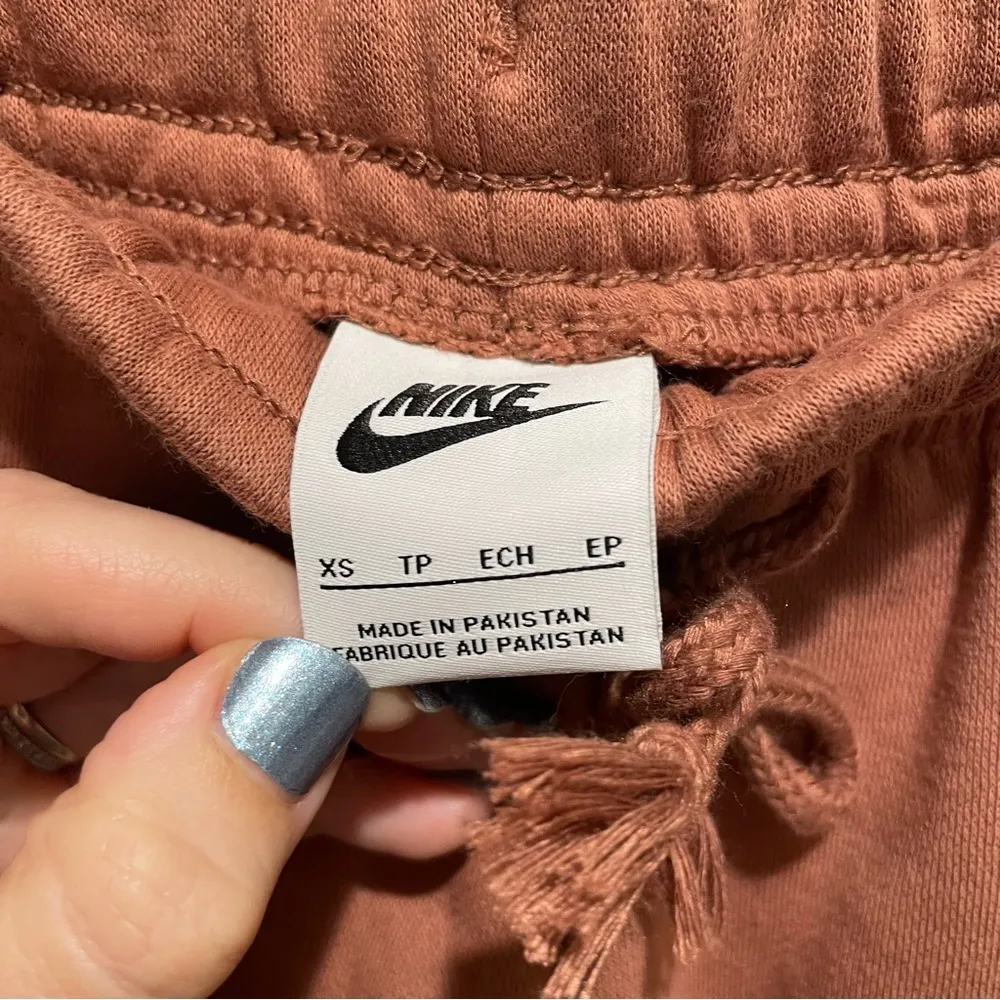 NIKE
XS TP ECH EP
MADE IN PAKISTAN
FABRIQUE AU PAKISTAN